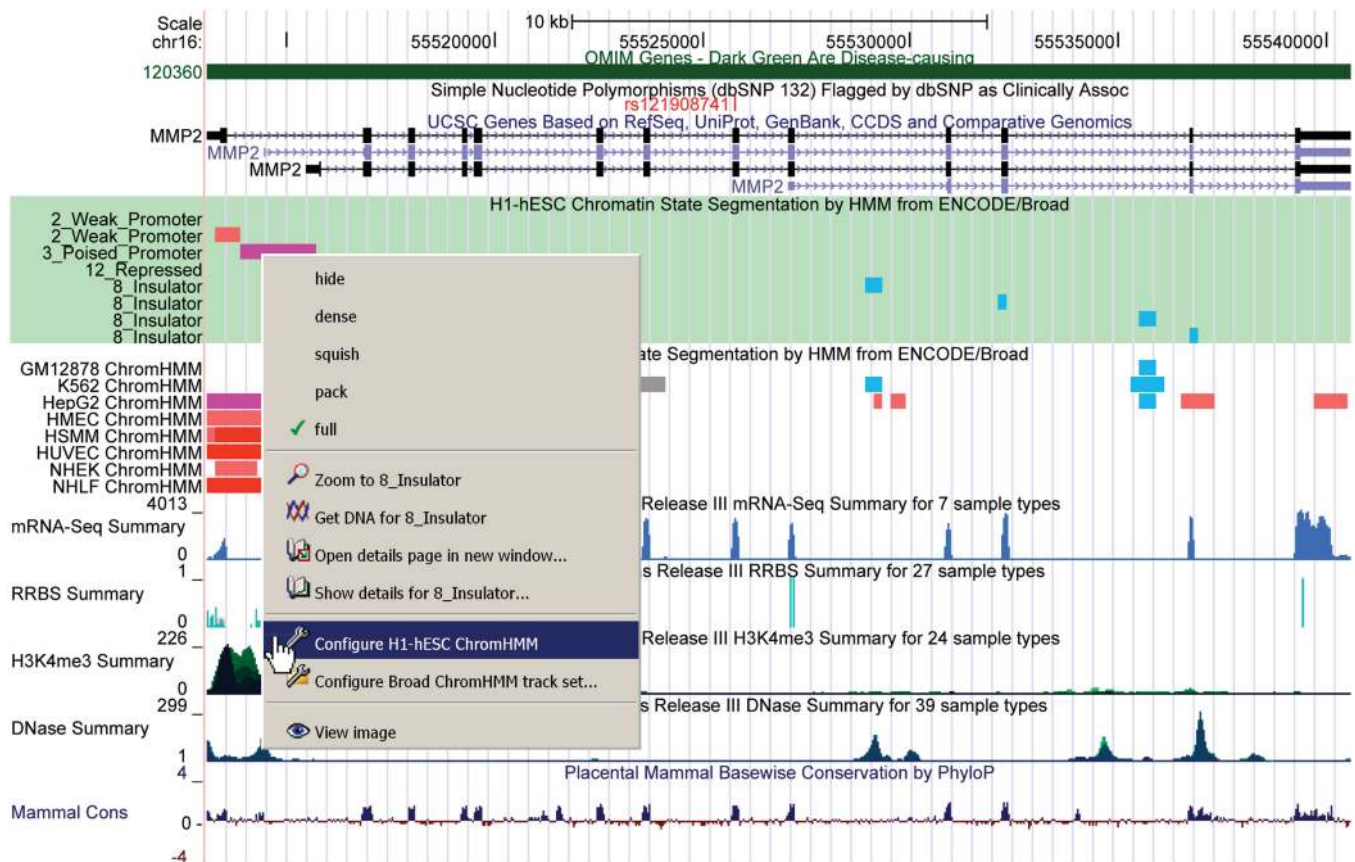 Scale
10 kb
chr16:
55520000
55525000
55530000
55535000
55540000
OMIM Genes - Dark Green Are Disease-causing
120360
Simple Nucleotide Polymorphisms (dbSNP 132) Flagged by dbSNP as Clinically Assoc
rs121908741
UCSC Genes Based on RefSeq, UniProt, GenBank, CCDS and Comparative Genomics
MMP2
MMP2
MMP2
MMP2
H1-hESC Chromatin State Segmentation by HMM from ENCODE/Broad
2_Weak_Promoter
2_Weak_Promoter
3_Poised_Promoter
12_Repressed
8_Insulator
8_Insulator
8_Insulator
8_Insulator
hide
dense
squish
pack
full
Zoom to 8_Insulator
Get DNA for 8_Insulator
Open details page in new window...
Show details for 8_Insulator...
Configure H1-hESC ChromHMM
Configure Broad ChromHMM track set...
View image
ate Segmentation by HMM from ENCODE/Broad
GM12878 ChromHMM
K562 ChromHMM
HepG2 ChromHMM
HMEC ChromHMM
HSMM ChromHMM
HUVEC ChromHMM
NHEK ChromHMM
NHLF ChromHMM
Release III mRNA-Seq Summary for 7 sample types
4013
mRNA-Seq Summary
0
s Release III RRBS Summary for 27 sample types
1
RRBS Summary
0
Release III H3K4me3 Summary for 24 sample types
226
H3K4me3 Summary
0
s Release III DNase Summary for 39 sample types
299
DNase Summary
1
Placental Mammal Basewise Conservation by PhyloP
4
Mammal Cons
0
-4